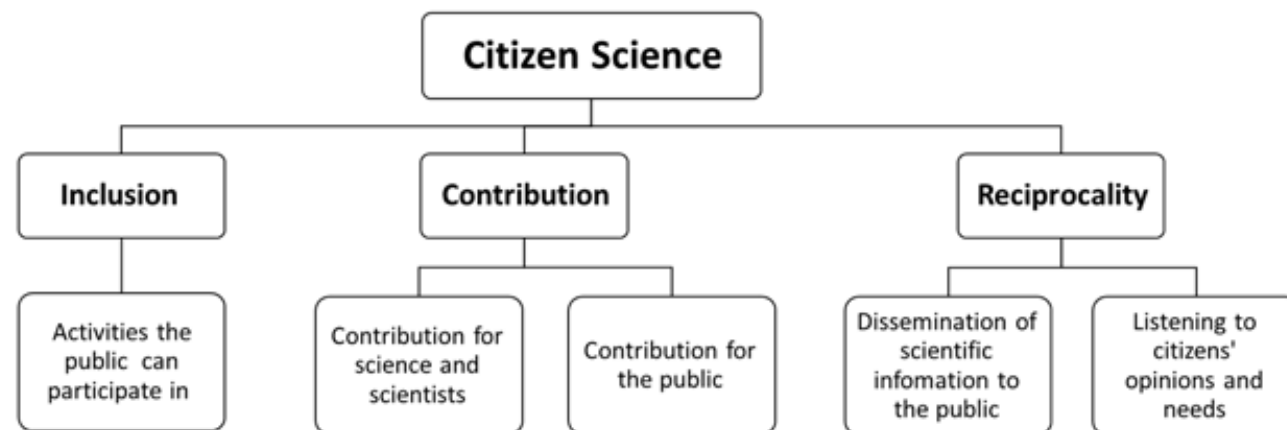 Citizen Science
Inclusion
Contribution
Reciprocality
Activities the
public can
participate in
Contribution for
science and
scientists
Contribution for
the public
Dissemination of
scientific
infomation to
the public
Listening to
citizens'
opinions and
needs